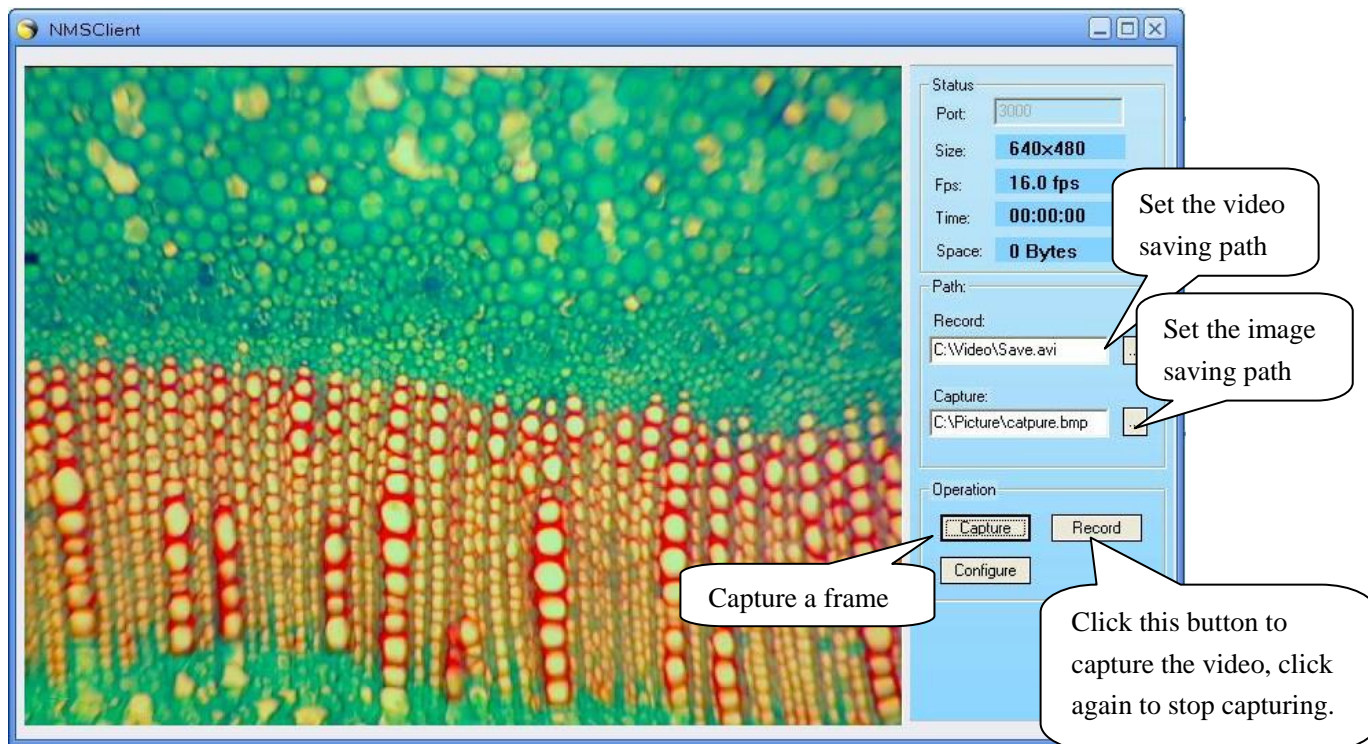 NMSClient
Status
Port: 3000
Size: 640×480
Fps: 16.0 fps
Time: 00:00:00
Space: 0 Bytes
Set the video
saving path
Path:
Record:
C:\Video\Save.avi
...
Set the image
saving path
Capture:
C:\Picture\catpure.bmp
...
Operation
Capture Record
Configure
Capture a frame
Click this button to
capture the video, click
again to stop capturing.